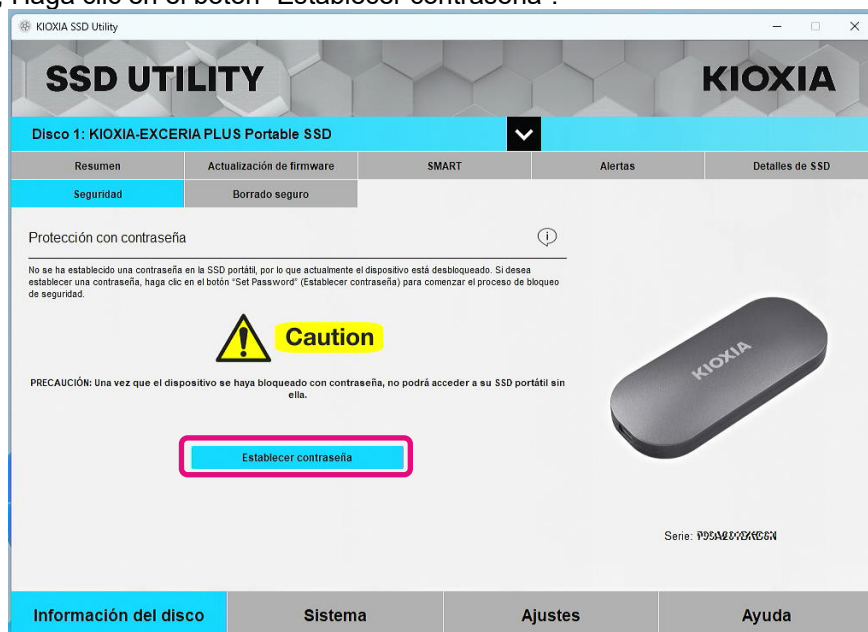 Haga clic en el botón "Establecer contraseña".
KIOXIA SSD Utility
SSD UTILITY
KIOXIA
Disco 1: KIOXIA-EXCERIA PLUS Portable SSD
Resumen
Actualización de firmware
SMART
Alertas
Detalles de SSD
Seguridad
Borrado seguro
Protección con contraseña
No se ha establecido una contraseña en la SSD portátil, por lo que actualmente el dispositivo está desbloqueado. Si desea
establecer una contraseña, haga clic en el botón "Set Password" (Establecer contraseña) para comenzar el proceso de bloqueo
de seguridad.
Caution
PRECAUCIÓN: Una vez que el dispositivo se haya bloqueado con contraseña, no podrá acceder a su SSD portátil sin
ella.
KIOXIA
Establecer contraseña
Serie:
Información del disco
Sistema
Ajustes
Ayuda